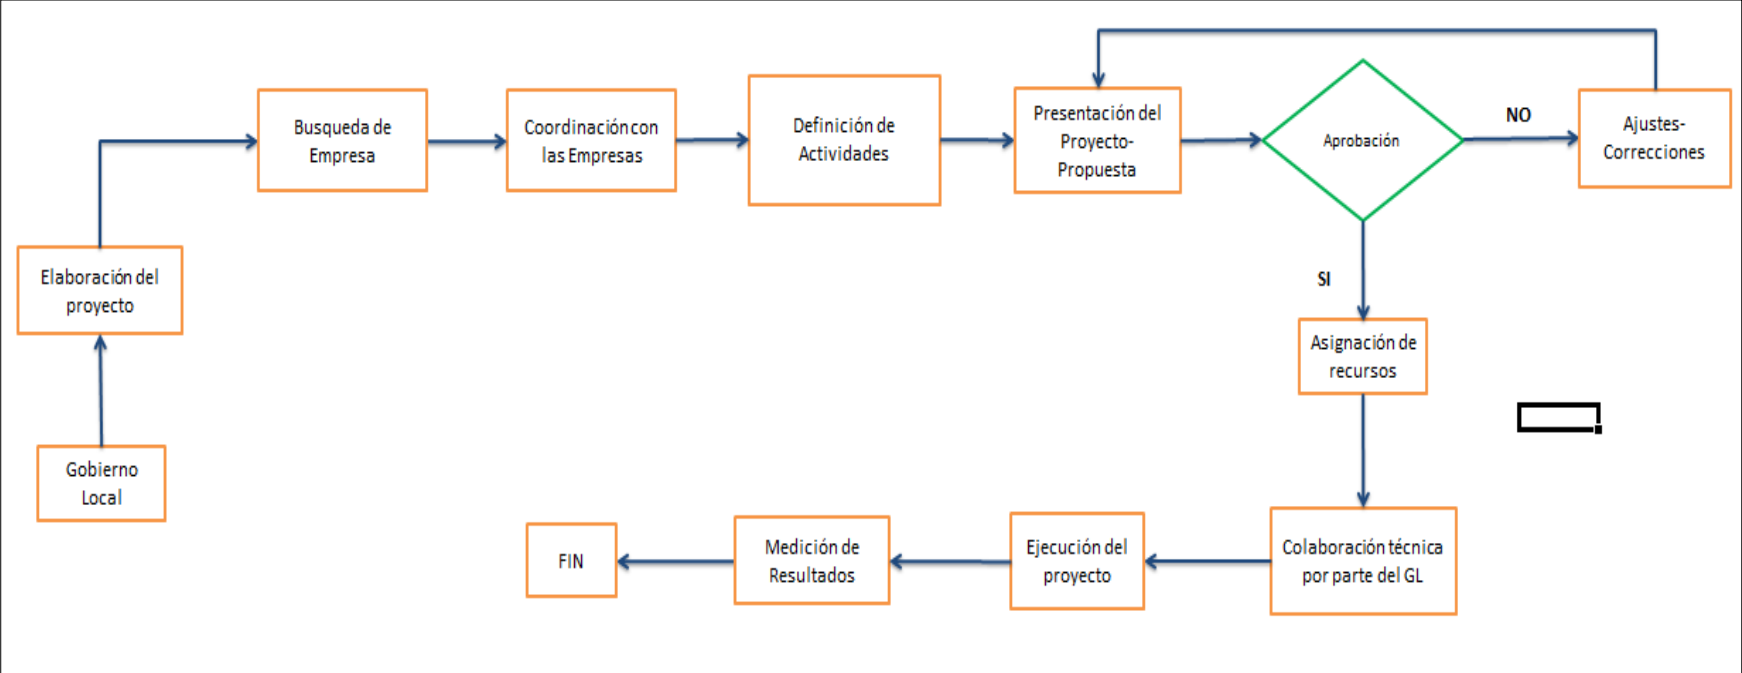 Gobierno
Local
Elaboración del
proyecto
Busqueda de
Empresa
Coordinación con
las Empresas
Definición de
Actividades
Presentación del
Proyecto-
Propuesta
Aprobación
NO
Ajustes-
Correcciones
SI
Asignación de
recursos
Colaboración técnica
por parte del GL
Ejecución del
proyecto
Medición de
Resultados
FIN